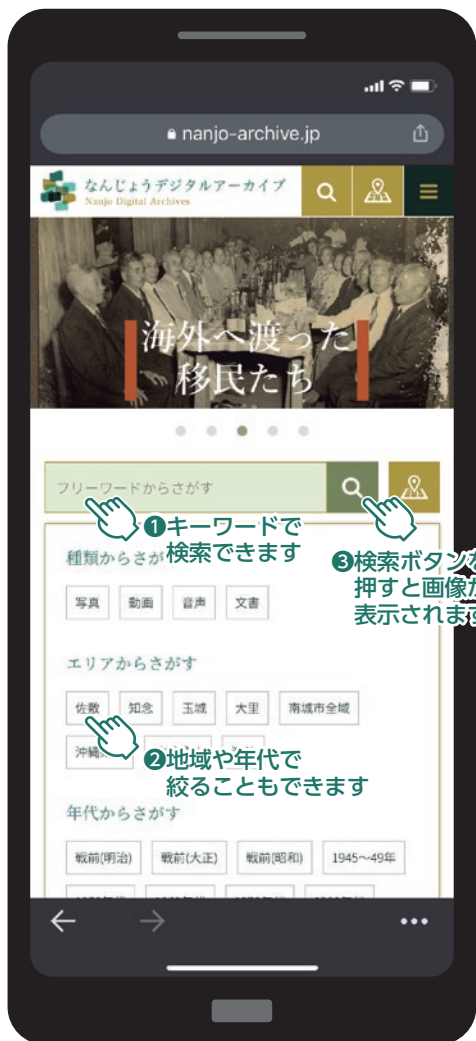 nanjo-archive.jp
なんじょうデジタルアーカイブ
Nanjo Digital Archives
海外へ渡った
移民たち
フリーワードからさがす
❶キーワードで
検索できます
種類からさが
❸検索ボタンを
押すと画像が
表示されます
写真 動画 音声 文書
エリアからさがす
佐敷 知念 玉城 大里 南城市全域
沖縄
❷地域や年代で
絞ることもできます
年代からさがす
戦前(明治) 戦前(大正) 戦前(昭和) 1945～49年